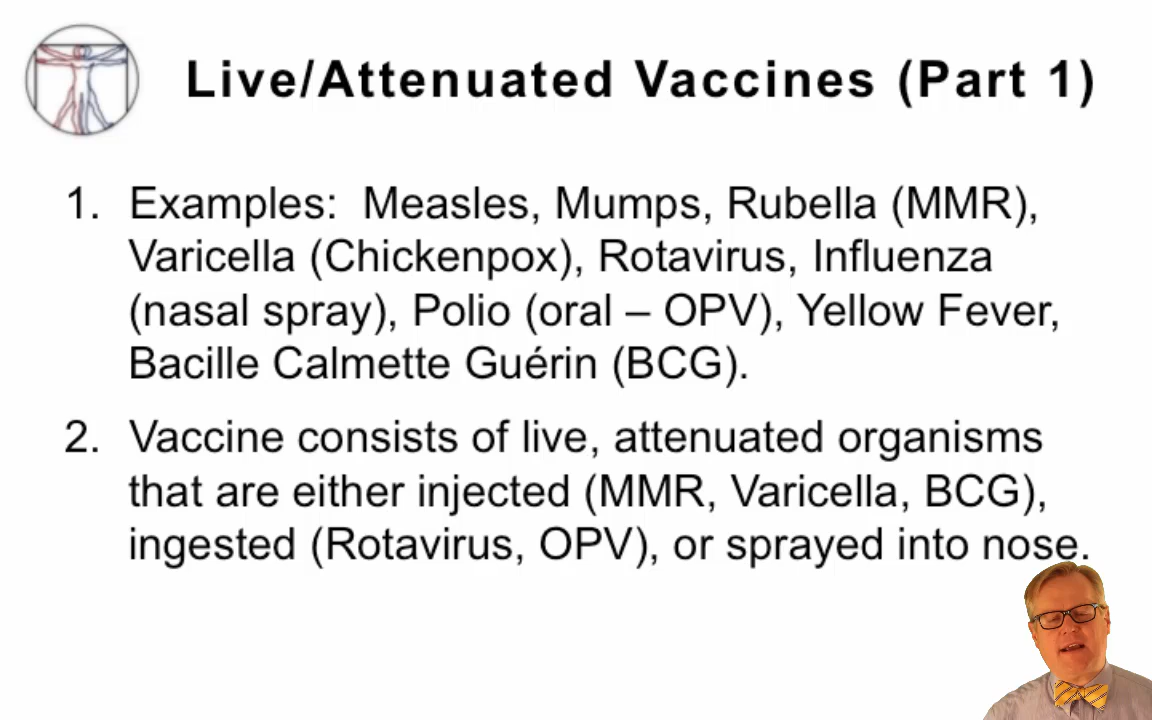 Live/Attenuated Vaccines (Part 1)
1. Examples:  Measles, Mumps, Rubella (MMR),
Varicella (Chickenpox), Rotavirus, Influenza
(nasal spray), Polio (oral – OPV), Yellow Fever,
Bacille Calmette Guérin (BCG).
2. Vaccine consists of live, attenuated organisms
that are either injected (MMR, Varicella, BCG),
ingested (Rotavirus, OPV), or sprayed into nose.